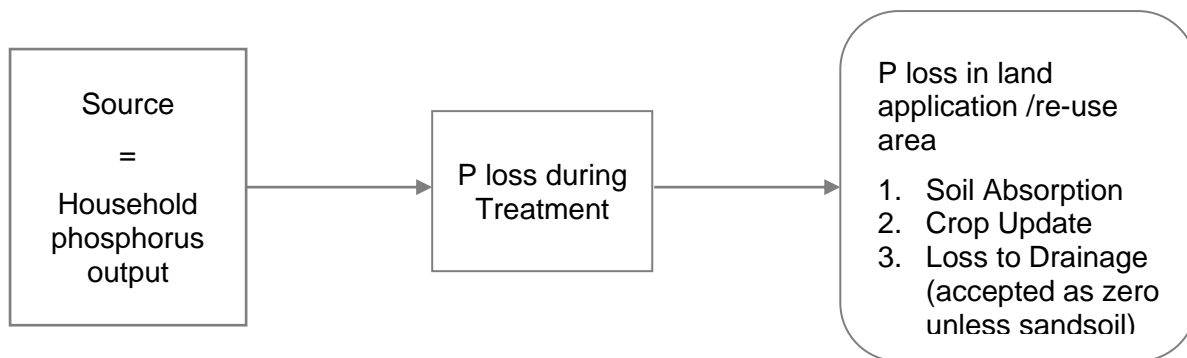 Source
=
Household
phosphorus
output
P loss during
Treatment
P loss in land
application /re-use
area
1. Soil Absorption
2. Crop Update
3. Loss to Drainage
(accepted as zero
unless sandsoil)